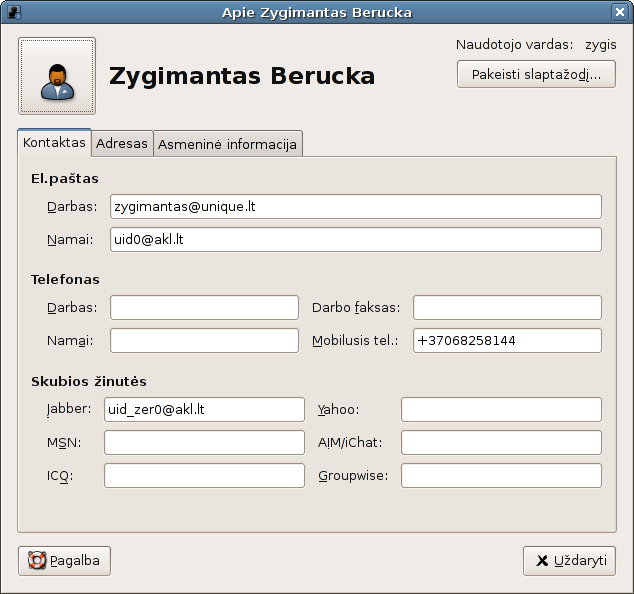 Apie Zygimantas Berucka
Naudotojo vardas: zygis
Zygimantas Berucka
Pakeisti slaptažodį...
Kontaktas Adresas Asmeninė informacija
El.paštas
Darbas: zygimantas@unique.lt
Namai: uid0@akl.lt
Telefonas
Darbas: Darbo faksas:
Namai: Mobilusis tel.: +37068258144
Skubios žinutės
Jabber: uid_zer0@akl.lt Yahoo:
MSN: AIM/iChat:
ICQ: Groupwise:
Pagalba Uždaryti